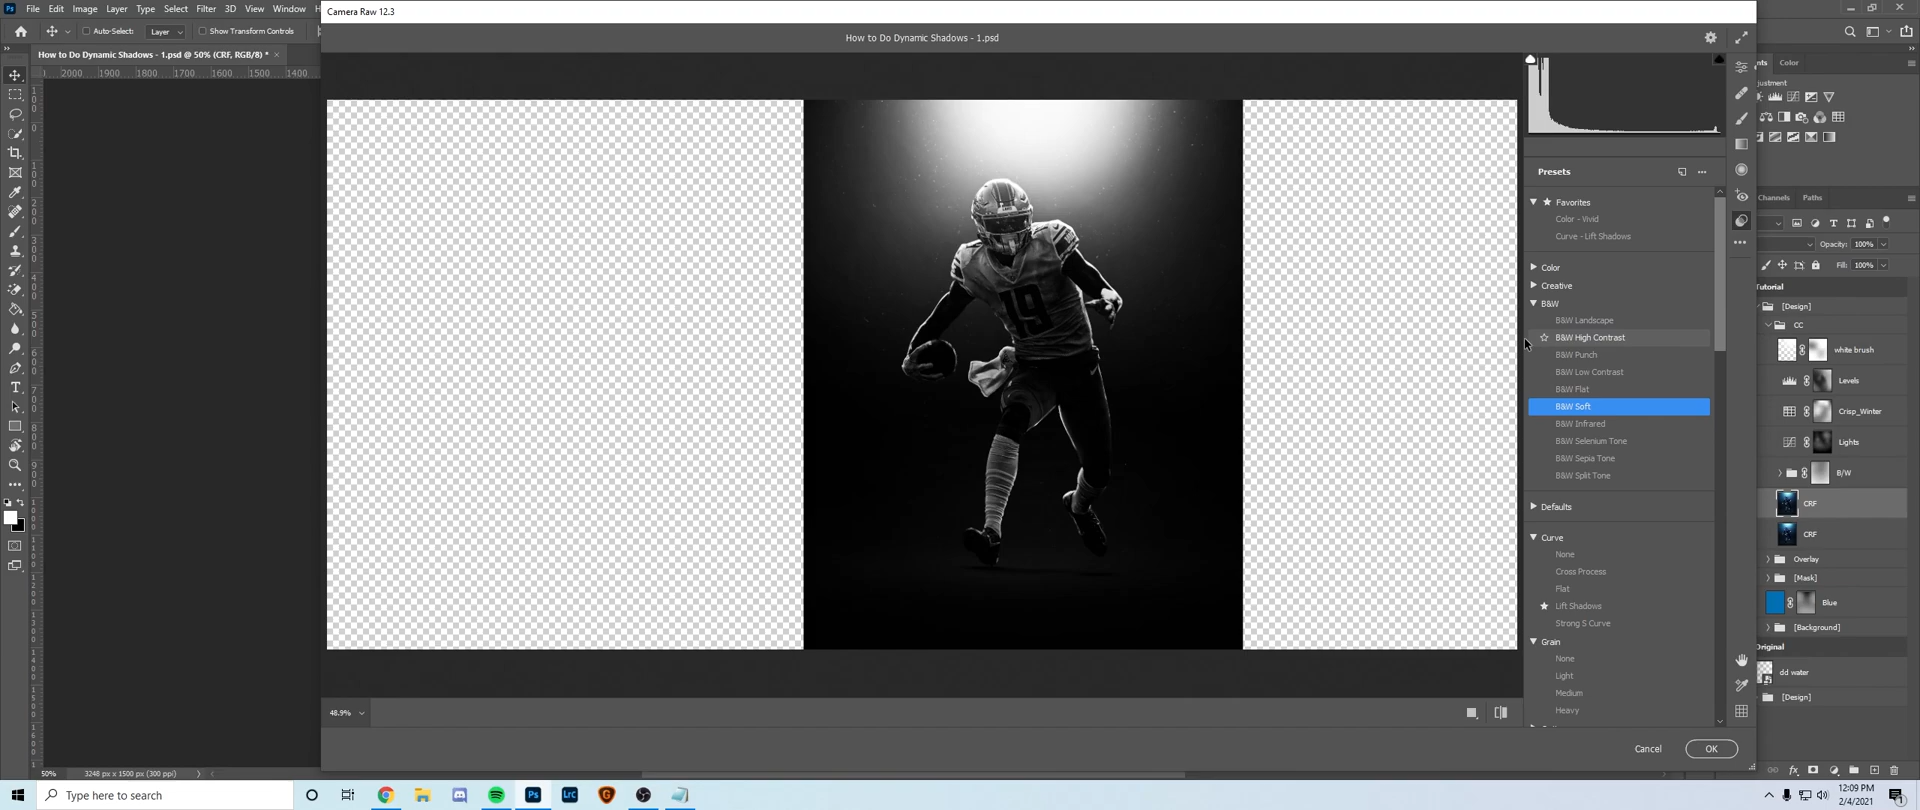 Ps File Edit Image Layer Type Select Filter 3D View Window
Camera Raw 12.3
Auto-Select: Layer Show Transform Controls
How to Do Dynamic Shadows - 1.psd @ 50% (CRF, RGB/8) * ×
How to Do Dynamic Shadows - 1.psd
2000 1900 1800 1700 1600 1500 1400
19
Presets
Favorites
Color - Vivid
Curve - Lift Shadows
Color
Creative
B&W
B&W Landscape
B&W High Contrast
B&W Punch
B&W Low Contrast
B&W Flat
B&W Soft
B&W Infrared
B&W Selenium Tone
B&W Sepia Tone
B&W Split Tone
Defaults
Curve
None
Cross Process
Flat
Lift Shadows
Strong S Curve
Grain
None
Light
Medium
Heavy
48.9%
Cancel
OK
Color
djustment
Channels Paths
Opacity: 100%
Fill: 100%
Tutorial
[Design]
CC
white brush
Levels
Crisp_Winter
Lights
B/W
CRF
CRF
Overlay
[Mask]
Blue
[Background]
Original
dd water
[Design]
50% 3248 px x 1500 px (300 ppi)
Type here to search
Ps
LrC
12:09 PM
2/4/2021